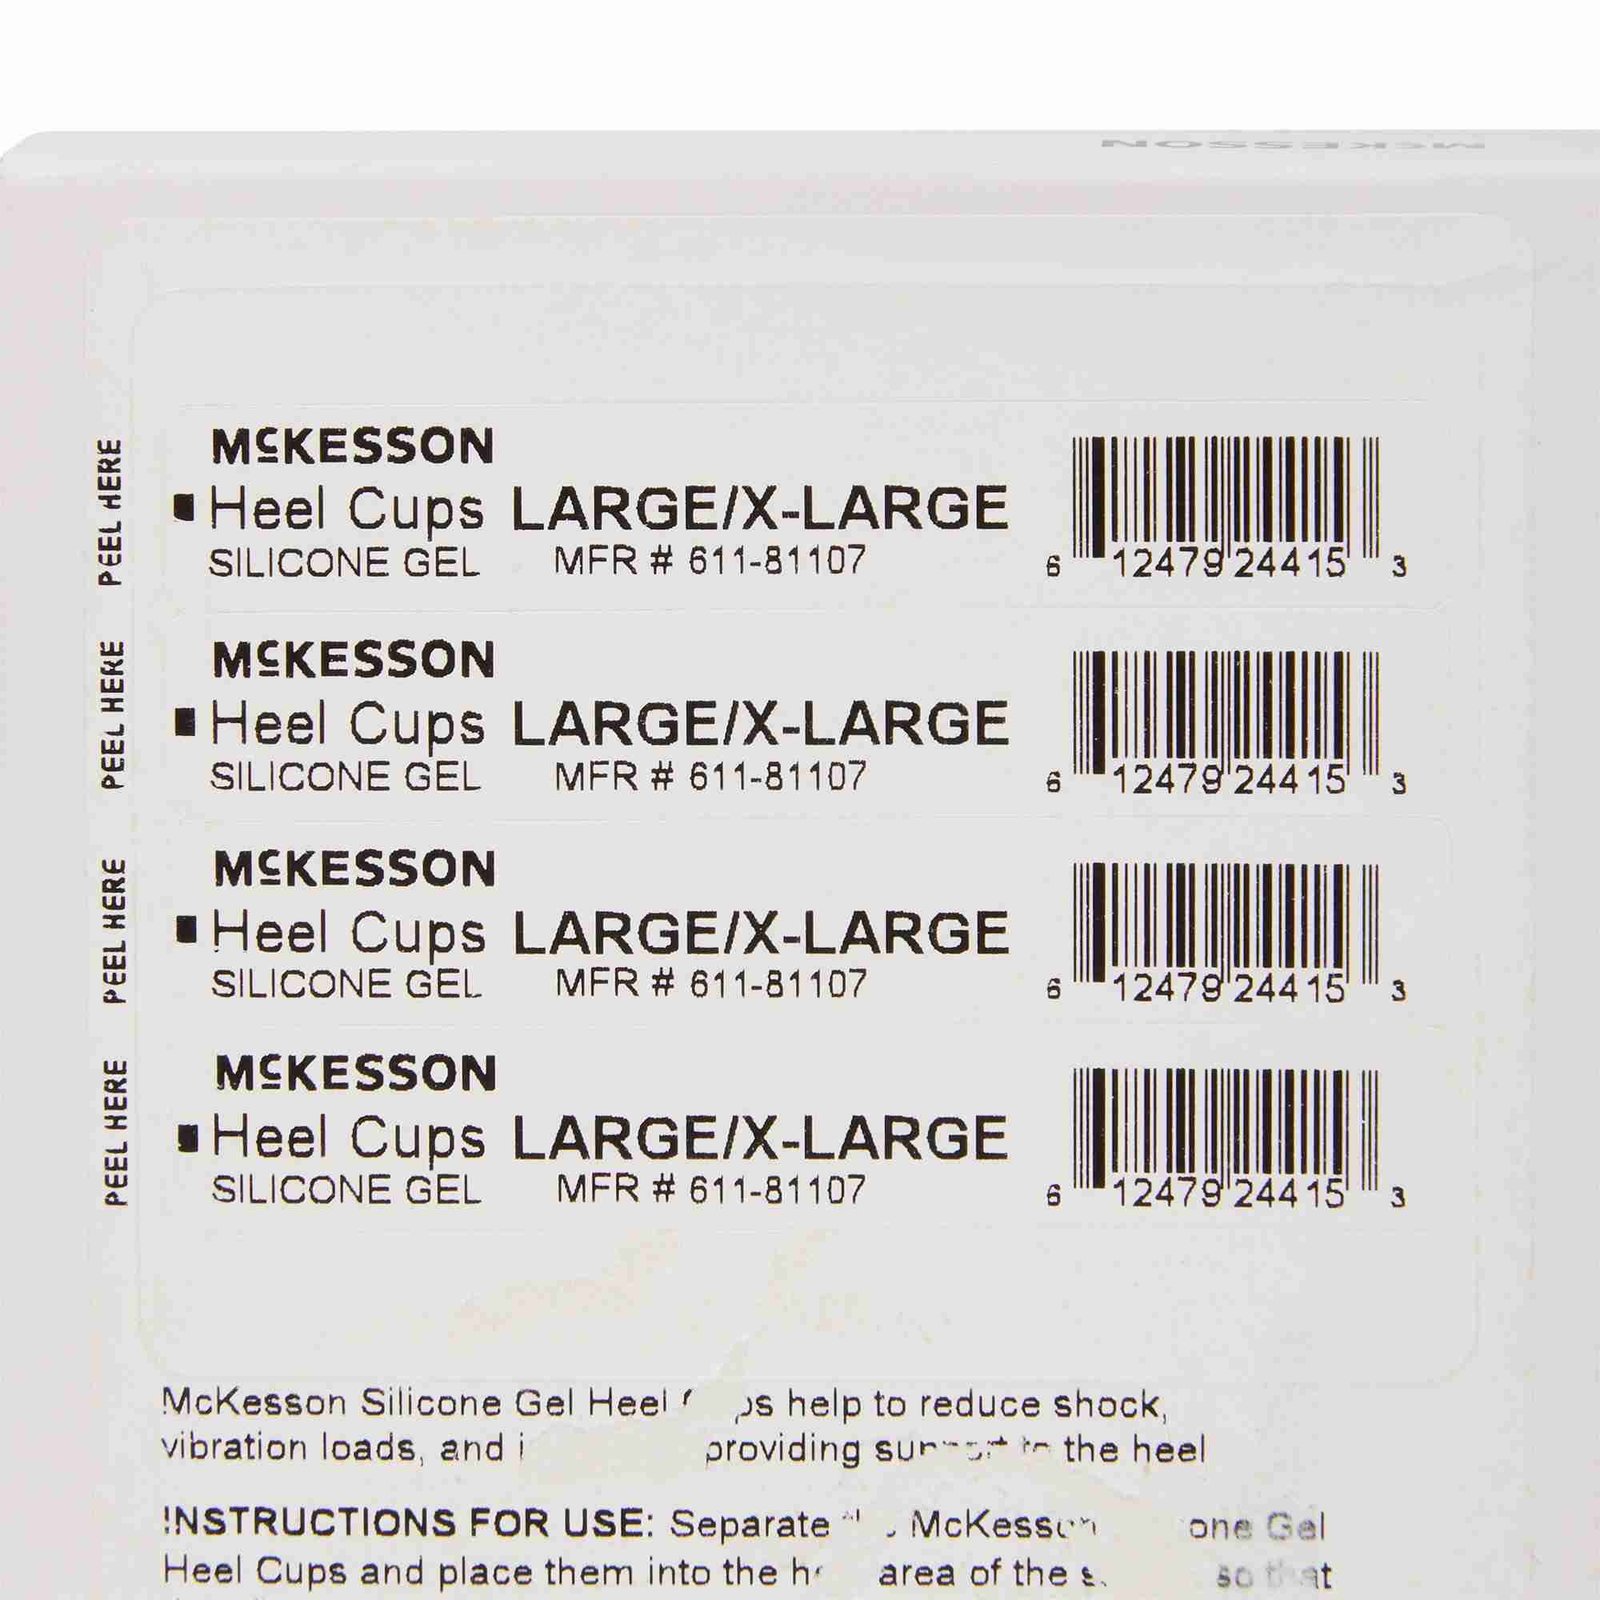 McKESSON
PEEL HERE
McKESSON
Heel Cups LARGE/X-LARGE
SILICONE GEL MFR # 611-81107
6 12479 24415 3
PEEL HERE
McKESSON
Heel Cups LARGE/X-LARGE
SILICONE GEL MFR # 611-81107
6 12479 24415 3
PEEL HERE
McKESSON
Heel Cups LARGE/X-LARGE
SILICONE GEL MFR # 611-81107
6 12479 24415 3
PEEL HERE
McKESSON
Heel Cups LARGE/X-LARGE
SILICONE GEL MFR # 611-81107
6 12479 24415 3
McKesson Silicone Gel Heel help to reduce shock,
vibration loads, and providing to the heel
INSTRUCTIONS FOR USE: Separate McKesson Gel
Heel Cups and place them into the area of the so that